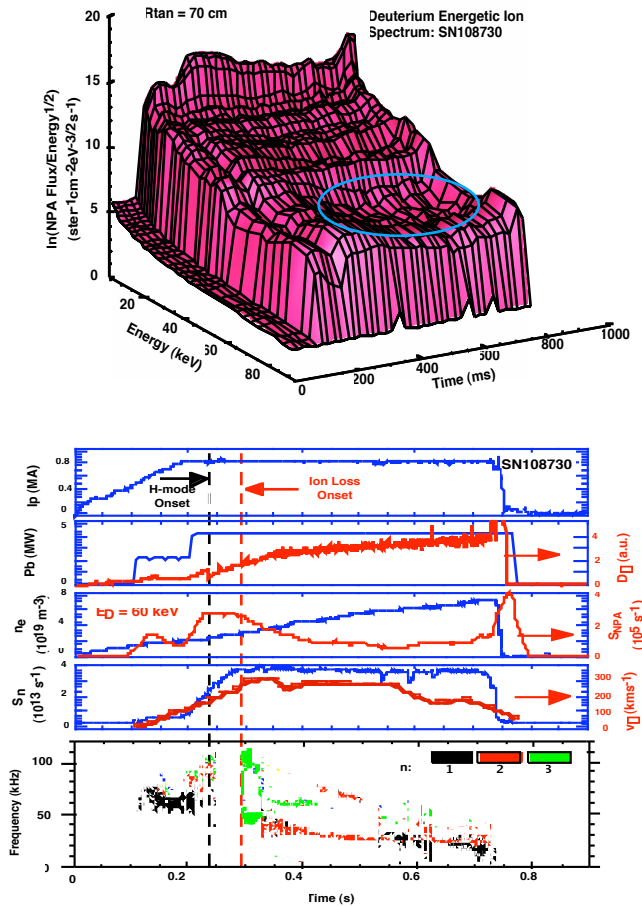 Rtan = 70 cm
Deuterium Energetic Ion
Spectrum: SN108730
ln(NPA Flux/Energy1/2)
(ster-1cm-2eV-3/2s-1)
20
15
10
5
0
20
40
60
80
Energy (keV)
0
200
400
600
800
1000
Time (ms)
Ip (MA)
0.8
0.4
0
H-mode
Onset
Ion Loss
Onset
SN108730
Pb (MW)
5
0
4
2
0
D▯ (a.u.)
ne
(1019 m-3)
8
4
0
ED = 60 keV
4
2
0
SNPA
(105 s-1)
Sn
(1013 s-1)
4
2
0
300
200
100
0
v▯ (kms-1)
Frequency (kHz)
100
50
0
n:
1
2
3
0.0
0.2
0.4
0.6
0.8
Time (s)